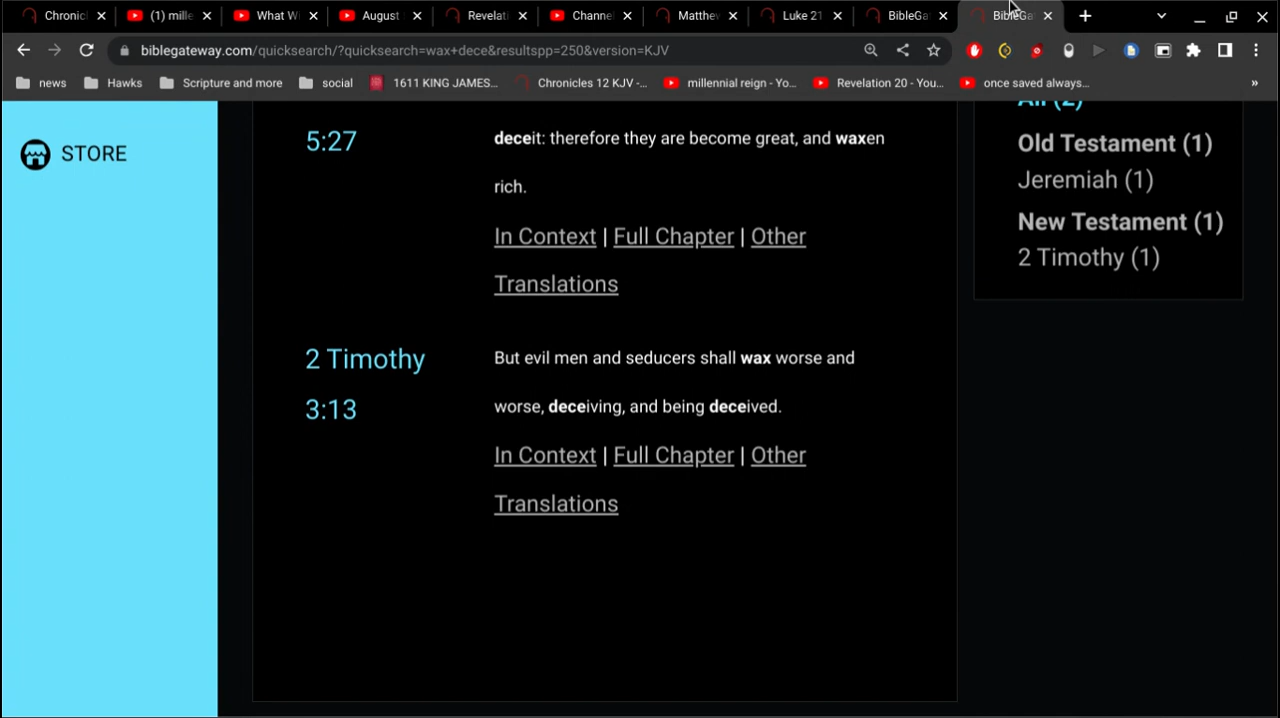 Chronic
(1) mille
What W
August
Revelati
Channe
Matthew
Luke 21
BibleGa
BibleGa
biblegateway.com/quicksearch/?quicksearch=wax+dece&resultspp=250&version=KJV
news
Hawks
Scripture and more
social
1611 KING JAMES...
Chronicles 12 KJV -...
millennial reign - Yo...
Revelation 20 - You...
once saved always...
»
STORE
5:27
deceit: therefore they are become great, and waxen
rich.
In Context | Full Chapter | Other
Translations
2 Timothy
3:13
But evil men and seducers shall wax worse and
worse, deceiving, and being deceived.
In Context | Full Chapter | Other
Translations
All (2)
Old Testament (1)
Jeremiah (1)
New Testament (1)
2 Timothy (1)